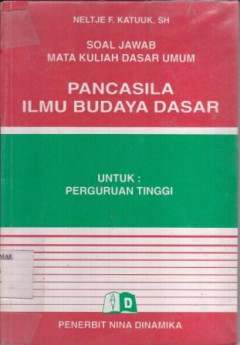 NELTJE F. KATUUK, SH
SOAL JAWAB
MATA KULIAH DASAR UMUM
PANCASILA
ILMU BUDAYA DASAR
UNTUK :
PERGURUAN TINGGI
D
PENERBIT NINA DINAMIKA